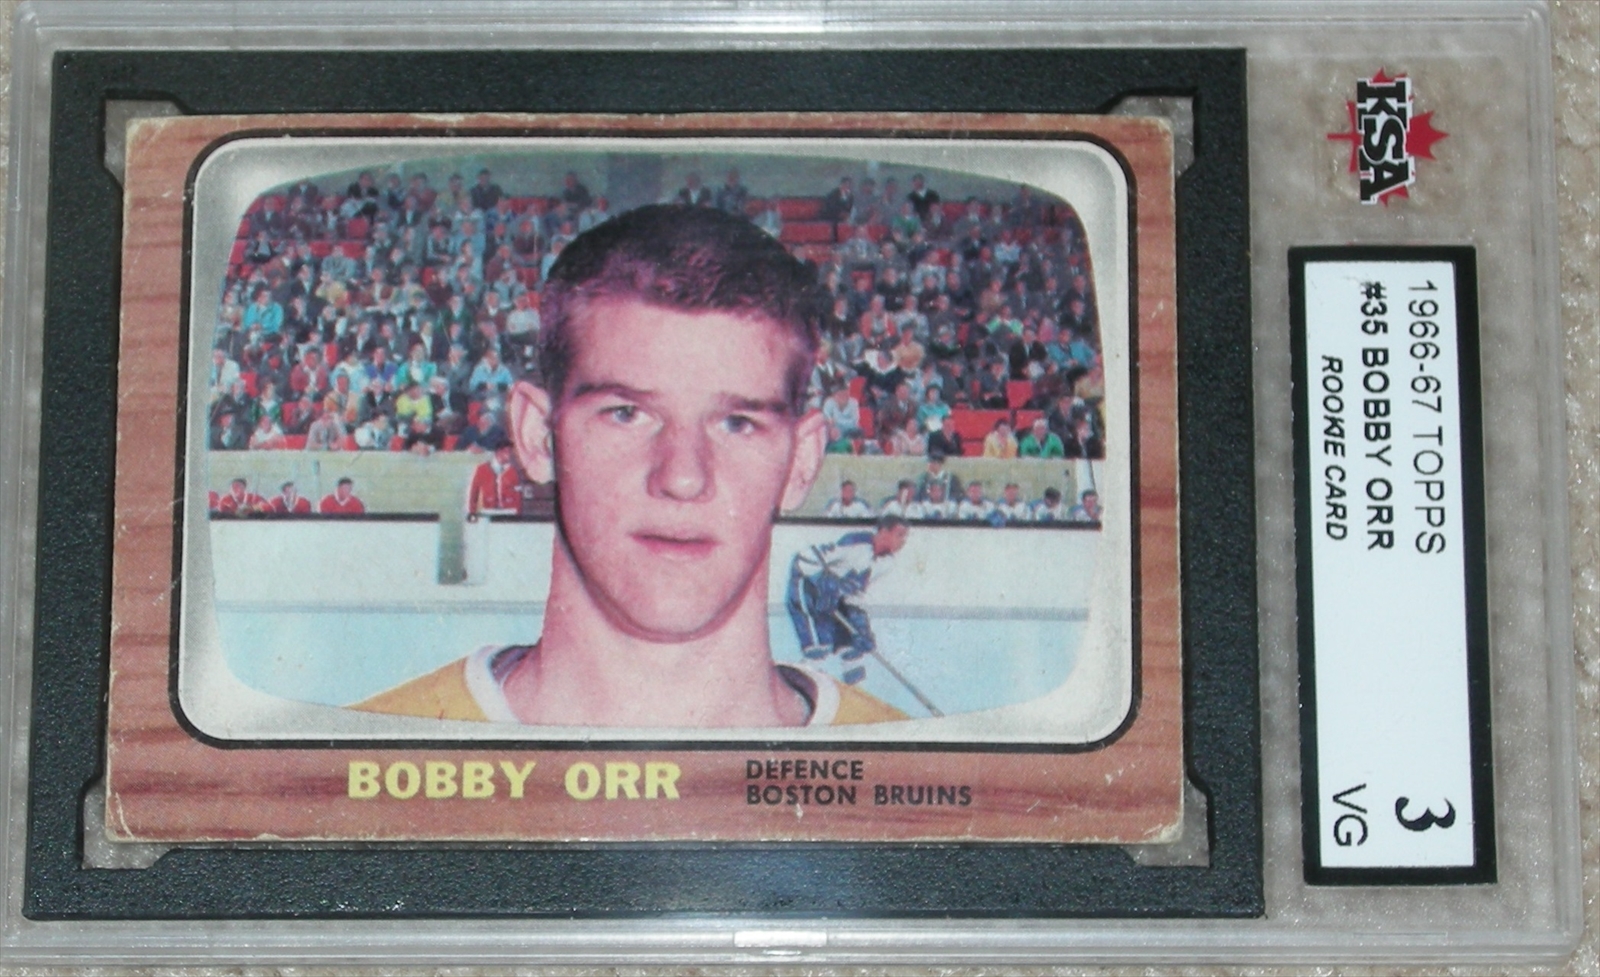 BOBBY ORR
DEFENCE
BOSTON BRUINS
KSA
1966-67 TOPPS
#35 BOBBY ORR
ROOKIE CARD
3
VG